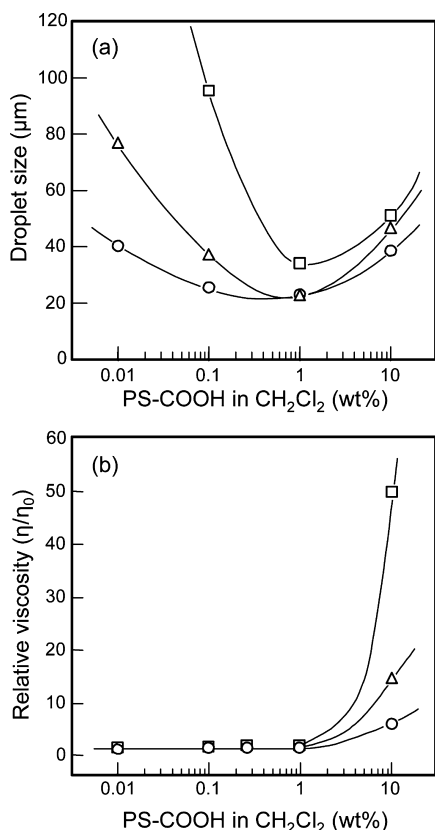 (a)
Droplet size (µm)
120
100
80
60
40
20
0
0.01 0.1 1 10
PS-COOH in CH₂Cl₂ (wt%)
(b)
Relative viscosity (η/η₀)
60
50
40
30
20
10
0
0.01 0.1 1 10
PS-COOH in CH₂Cl₂ (wt%)